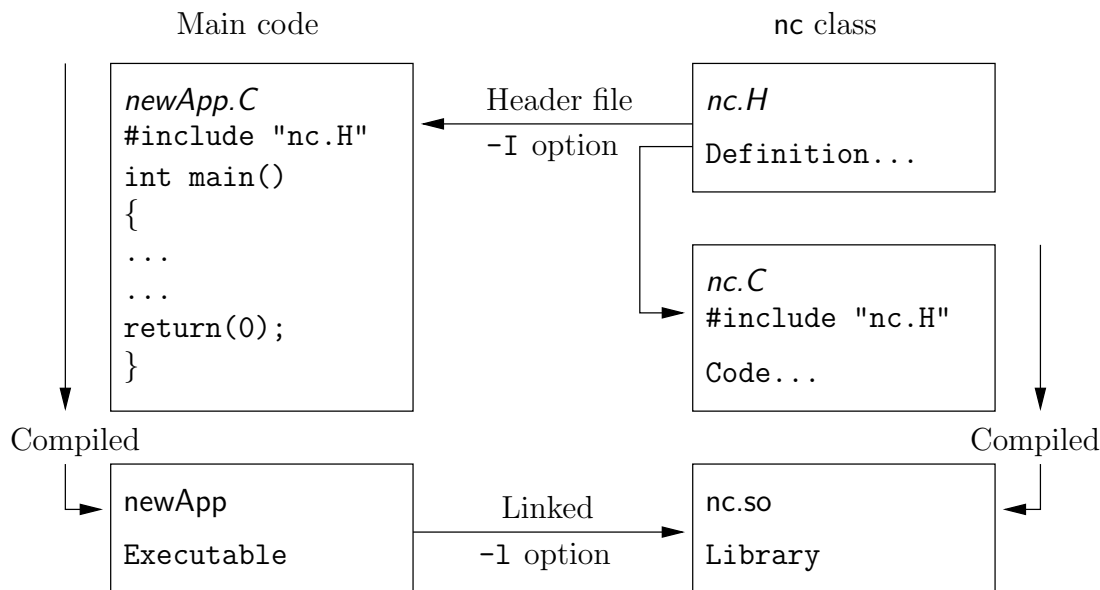 Main code
nc class
newApp.C
#include "nc.H"
int main()
{
...
...
return(0);
}
Header file
-I option
nc.H
Definition...
nc.C
#include "nc.H"
Code...
Compiled
Compiled
newApp
Executable
Linked
-l option
nc.so
Library